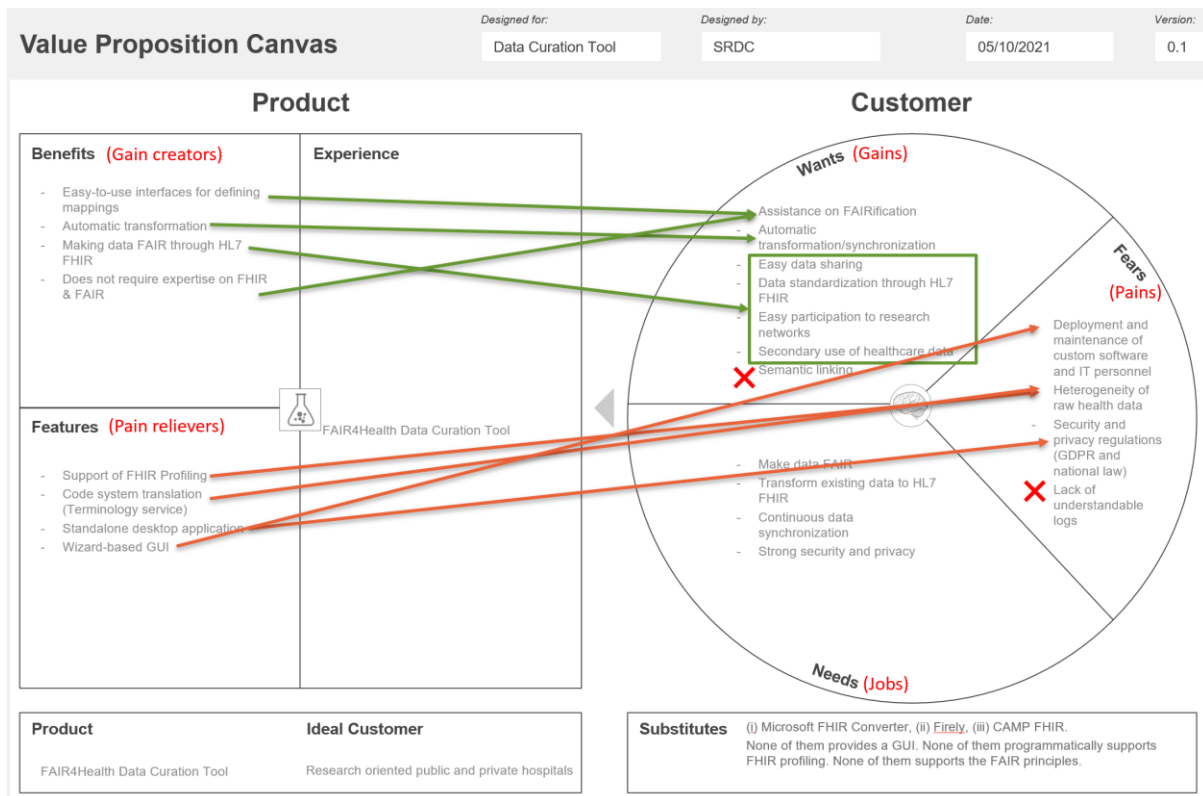 Value Proposition Canvas
Designed for:
Data Curation Tool
Designed by:
SRDC
Date:
05/10/2021
Version:
0.1
Product
Benefits (Gain creators)
- Easy-to-use interfaces for defining
mappings
- Automatic transformation
- Making data FAIR through HL7
FHIR
- Does not require expertise on FHIR
& FAIR
Experience
FAIR4Health Data Curation Tool
Features (Pain relievers)
- Support of FHIR Profiling
- Code system translation
(Terminology service)
- Standalone desktop application
- Wizard-based GUI
Customer
Wants (Gains)
- Assistance on FAIRification
- Automatic
transformation/synchronization
- Easy data sharing
- Data standardization through HL7
FHIR
- Easy participation to research
networks
- Secondary use of healthcare data
Semantic linking
Fears
(Pains)
Deployment and
maintenance of
custom software
and IT personnel
Heterogeneity of
raw health data
- Security and
privacy regulations
(GDPR and
national law)
Lack of
understandable
logs
- Make data FAIR
- Transform existing data to HL7
FHIR
- Continuous data
synchronization
- Strong security and privacy
Needs (Jobs)
Product
FAIR4Health Data Curation Tool
Ideal Customer
Research oriented public and private hospitals
Substitutes
(i) Microsoft FHIR Converter, (ii) Firely, (iii) CAMP FHIR.
None of them provides a GUI. None of them programmatically supports
FHIR profiling. None of them supports the FAIR principles.